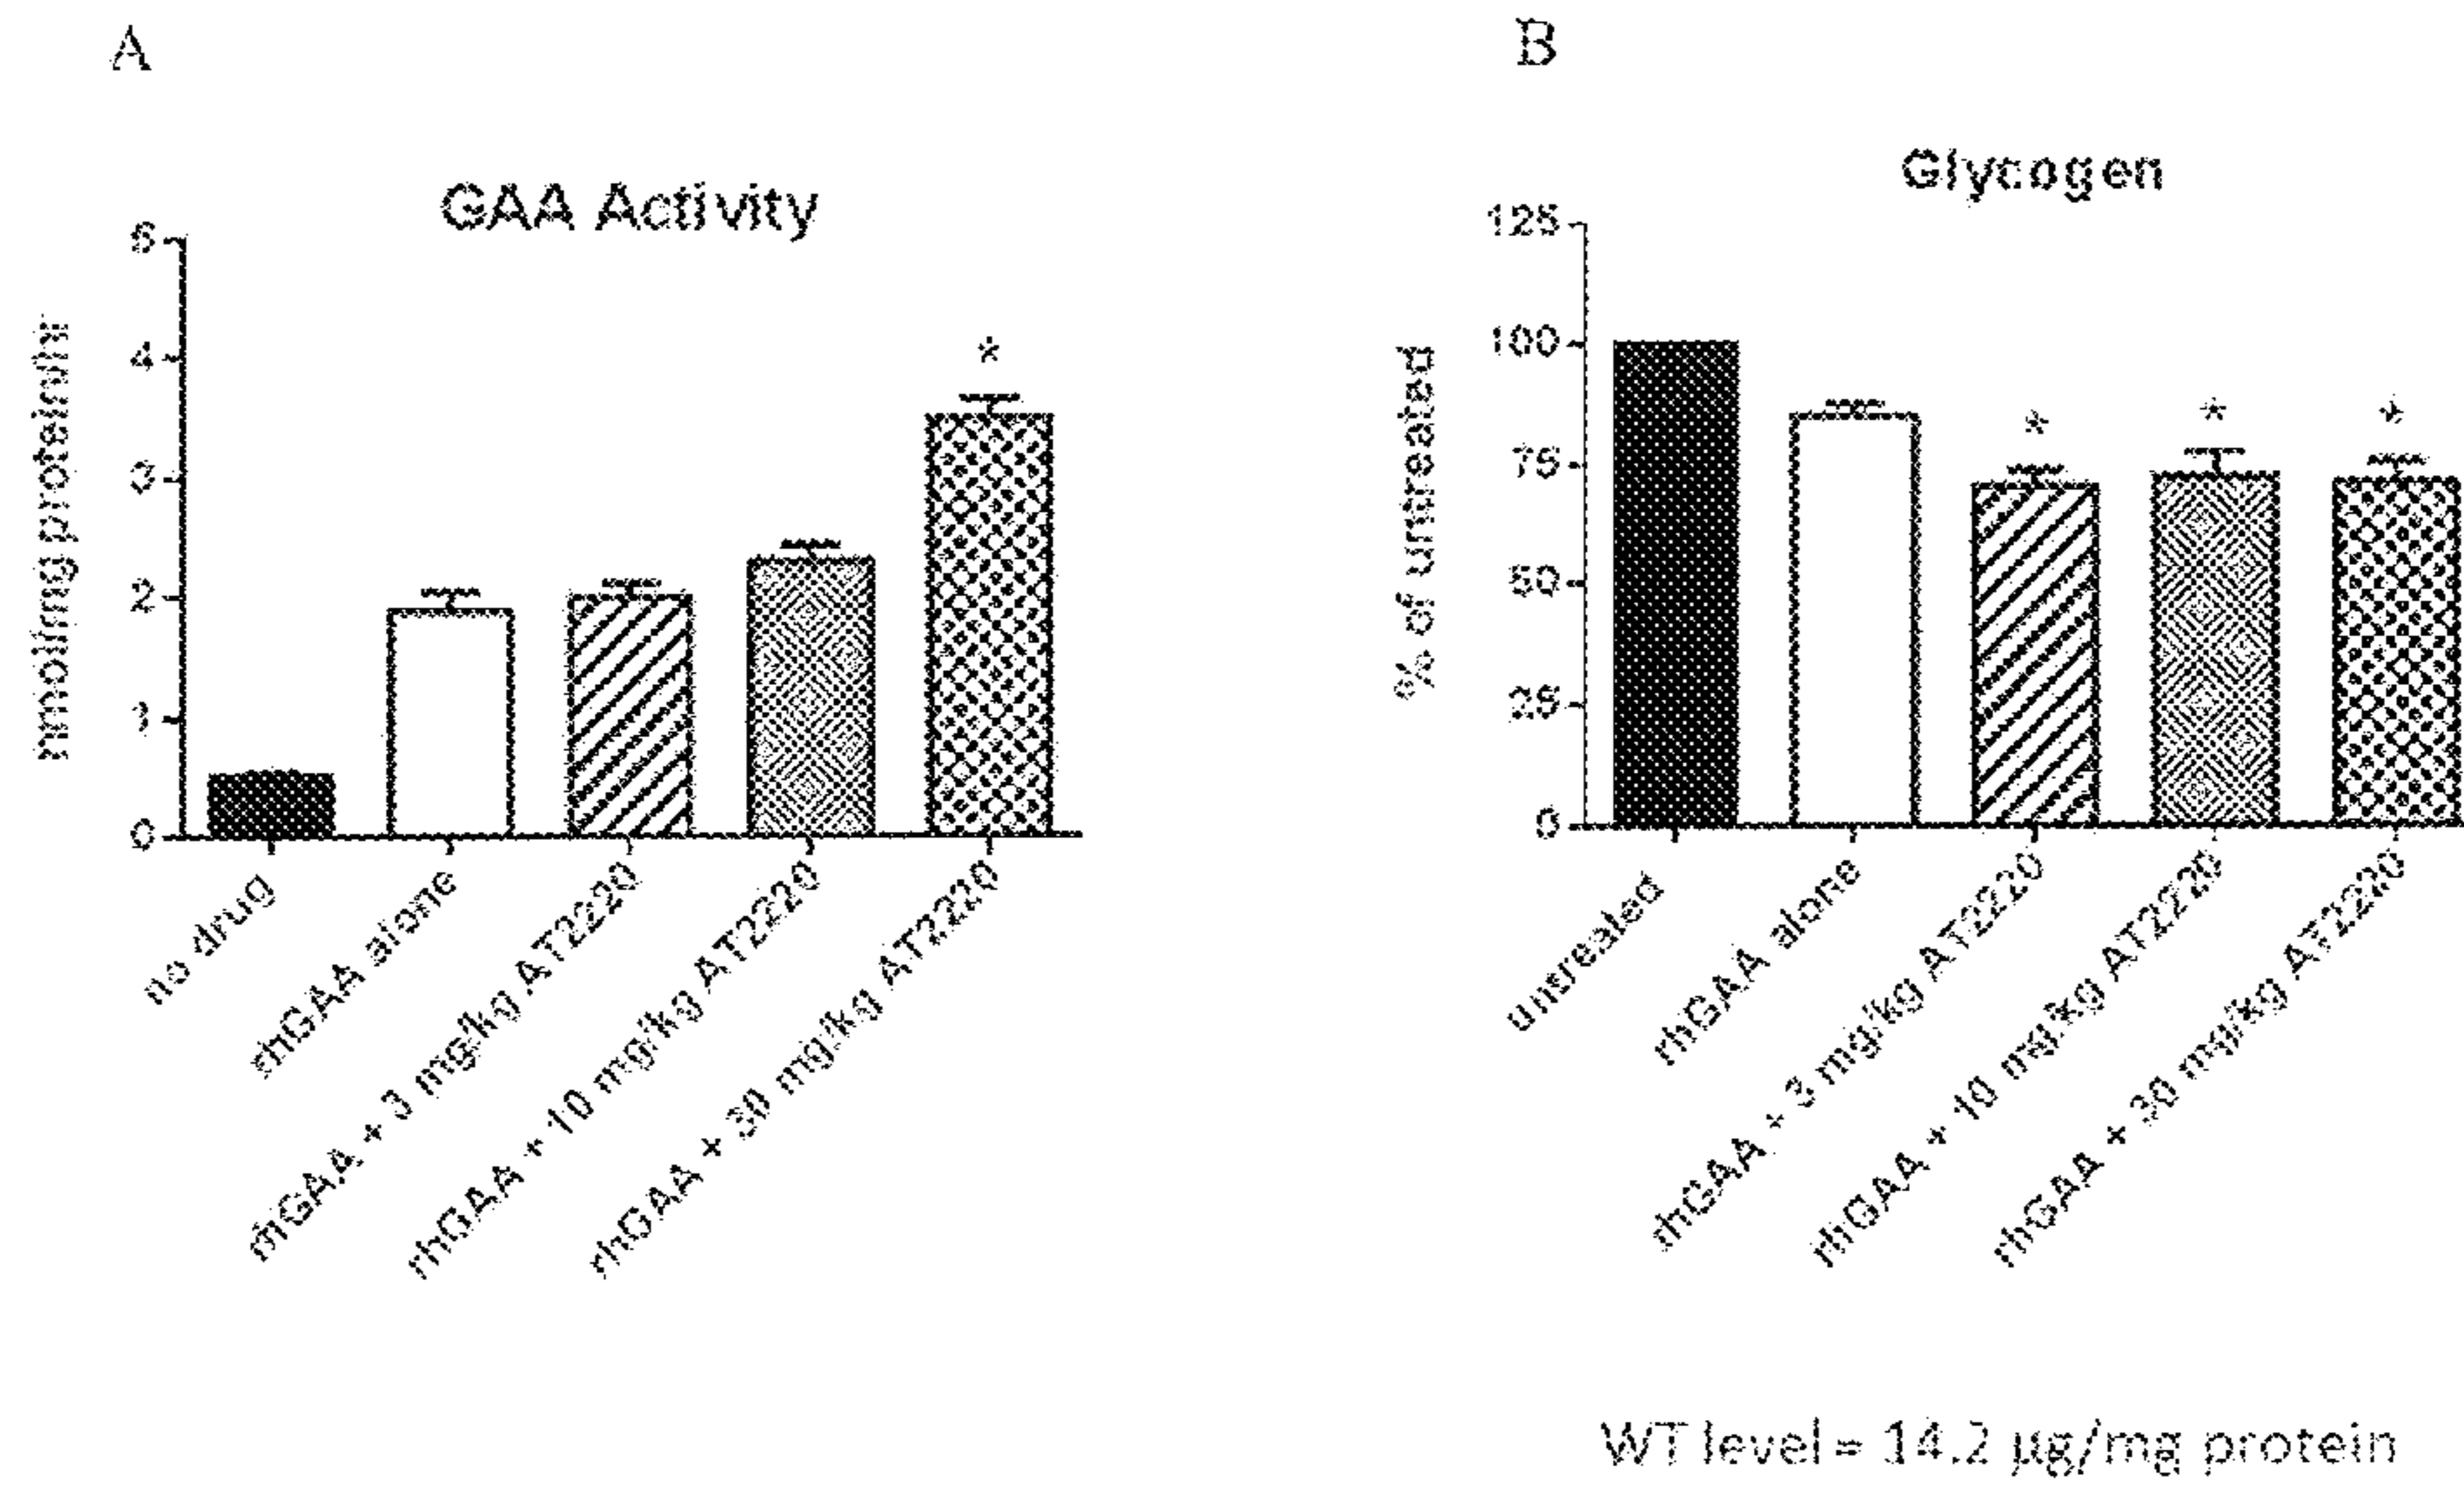 A
GAA Activity
nmol/mg protein/hr
5
4
3
2
1
0
no drug
rhGAA alone
rhGAA + 3 mg/kg AT2220
rhGAA + 10 mg/kg AT2220
rhGAA + 30 mg/kg AT2220
*
B
Glycogen
% of untreated
125
100
75
50
25
0
untreated
rhGAA alone
rhGAA + 3 mg/kg AT2220
rhGAA + 10 mg/kg AT2220
rhGAA + 30 mg/kg AT2220
*
*
*
WT level = 14.2 µg/mg protein